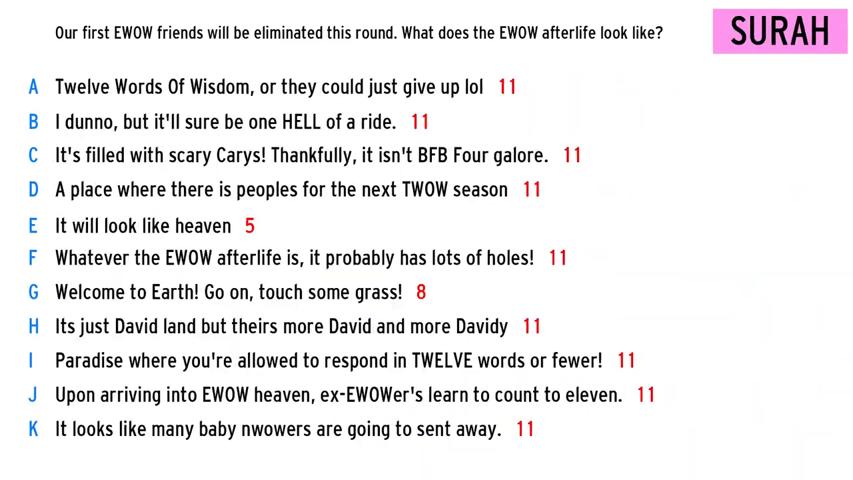 Our first EWOW friends will be eliminated this round. What does the EWOW afterlife look like?
SURAH
A Twelve Words Of Wisdom, or they could just give up lol 11
B I dunno, but it'll sure be one HELL of a ride. 11
C It's filled with scary Carys! Thankfully, it isn't BFB Four galore. 11
D A place where there is peoples for the next TWOW season 11
E It will look like heaven 5
F Whatever the EWOW afterlife is, it probably has lots of holes! 11
G Welcome to Earth! Go on, touch some grass! 8
H Its just David land but theirs more David and more Davidy 11
I Paradise where you're allowed to respond in TWELVE words or fewer! 11
J Upon arriving into EWOW heaven, ex-EWOWer's learn to count to eleven. 11
K It looks like many baby nwowers are going to sent away. 11